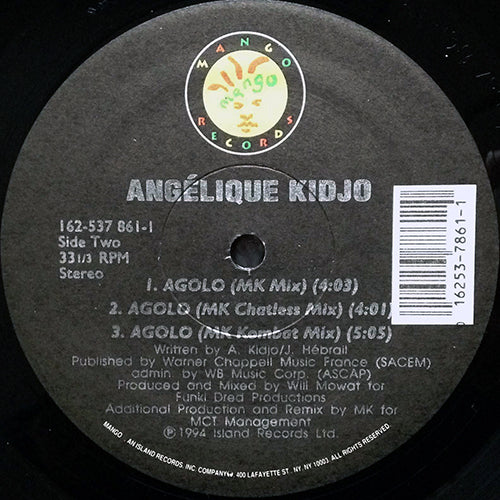 MANGO
mango
RECORDS
ANGÉLIQUE KIDJO
162-537 861-1
Side Two
33 1/3 RPM
Stereo
0 16253-7861-1
1. AGOLO (MK Mix) (4:03)
2. AGOLO (MK Chatless Mix) (4:01)
3. AGOLO (MK Kombat Mix) (5:05)
Written by A. Kidjo/J. Hébrail
Published by Warner Chappell Music France (SACEM)
admin. by WB Music Corp. (ASCAP)
Produced and Mixed by Will Mowat for
Funki Dred Productions
Additional Production and Remix by MK for
MCT Management
℗ 1994 Island Records Ltd.
MANGO - AN ISLAND RECORDS, INC. COMPANY 400 LAFAYETTE ST. NY, NY 10003. ALL RIGHTS RESERVED.